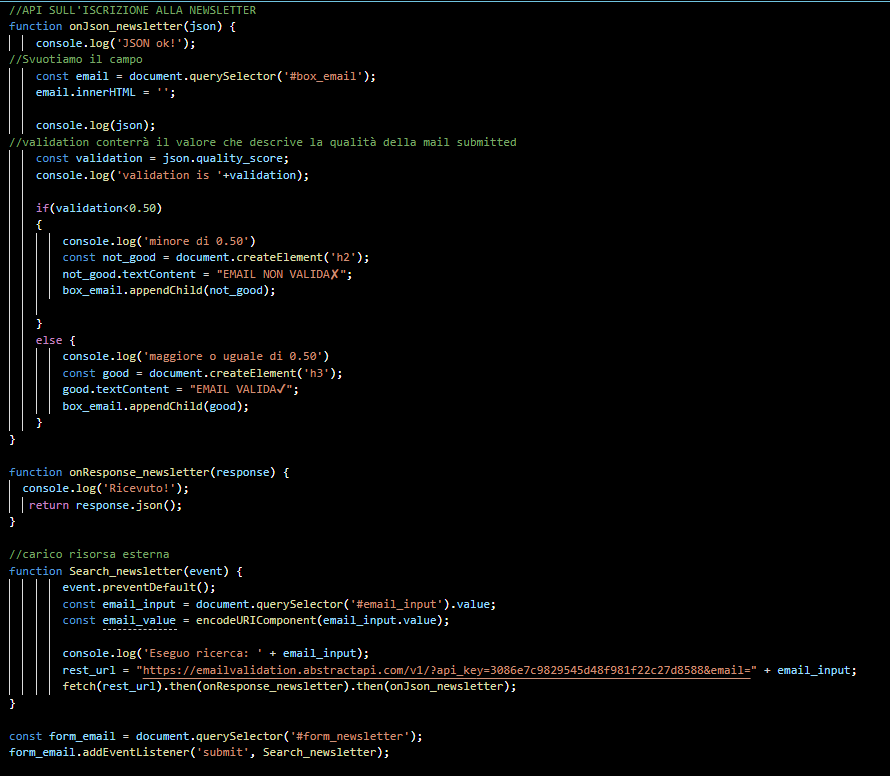 //API SULL'ISCRIZIONE ALLA NEWSLETTER
function onJson_newsletter(json) {
console.log('JSON ok!');
//Svuotiamo il campo
const email = document.querySelector('#box_email');
email.innerHTML = '';
console.log(json);
//validation conterrà il valore che descrive la qualità della mail submitted
const validation = json.quality_score;
console.log('validation is '+validation);
if(validation<0.50)
{
console.log('minore di 0.50')
const not_good = document.createElement('h2');
not_good.textContent = "EMAIL NON VALIDA✘";
box_email.appendChild(not_good);
}
else {
console.log('maggiore o uguale di 0.50')
const good = document.createElement('h3');
good.textContent = "EMAIL VALIDA✓";
box_email.appendChild(good);
}
}
function onResponse_newsletter(response) {
console.log('Ricevuto!');
return response.json();
}
//carico risorsa esterna
function Search_newsletter(event) {
event.preventDefault();
const email_input = document.querySelector('#email_input').value;
const email_value = encodeURIComponent(email_input.value);
console.log('Eseguo ricerca: ' + email_input);
rest_url = "https://emailvalidation.abstractapi.com/v1/?api_key=3086e7c9829545d48f981f22c27d8588&email=" + email_input;
fetch(rest_url).then(onResponse_newsletter).then(onJson_newsletter);
}
const form_email = document.querySelector('#form_newsletter');
form_email.addEventListener('submit', Search_newsletter);